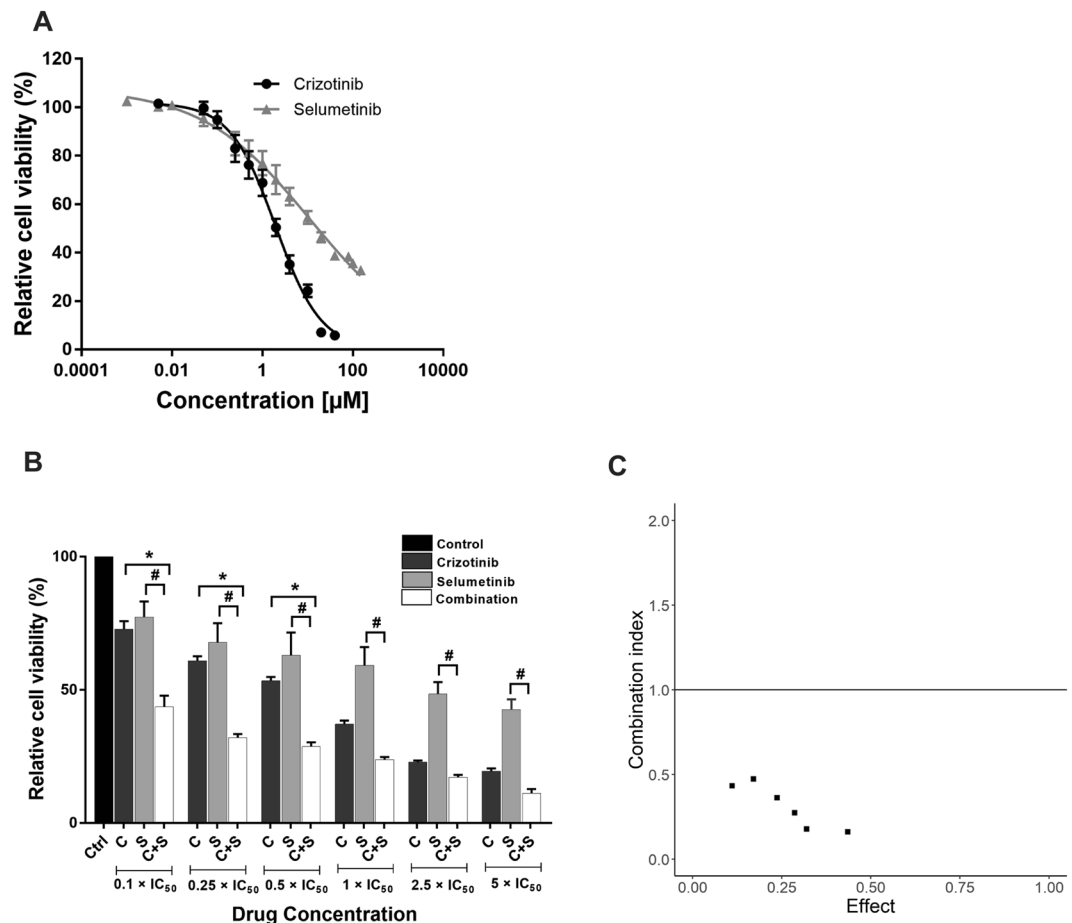 A
Relative cell viability (%)
120
100
80
60
40
20
0
0.0001 0.01 1 100 10000
Concentration [µM]
Crizotinib
Selumetinib
B
Relative cell viability (%)
100
50
0
Control
Crizotinib
Selumetinib
Combination
* # * # * # # # #
Ctrl C S C+S C S C+S C S C+S C S C+S C S C+S C S C+S
0.1 × IC50 0.25 × IC50 0.5 × IC50 1 × IC50 2.5 × IC50 5 × IC50
Drug Concentration
C
Combination index
2.0
1.5
1.0
0.5
0.0
0.00 0.25 0.50 0.75 1.00
Effect